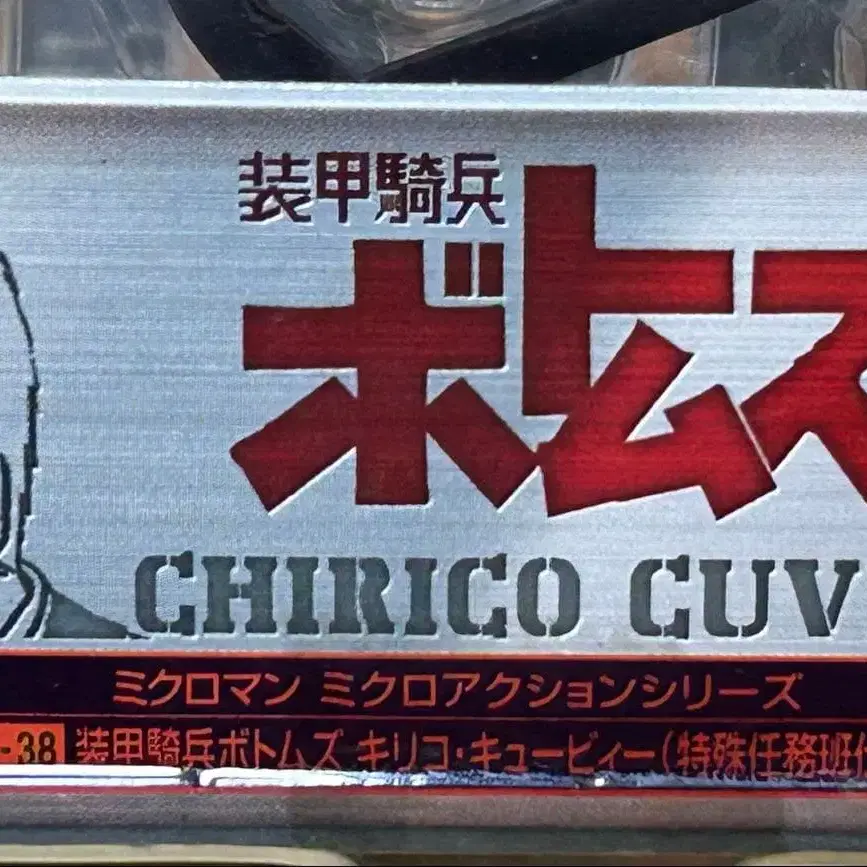 装甲騎兵
ボトムズ
CHIRICO CUV
ミクロマン ミクロアクションシリーズ
-38 装甲騎兵ボトムズ キリコ・キュービィー(特殊任務班